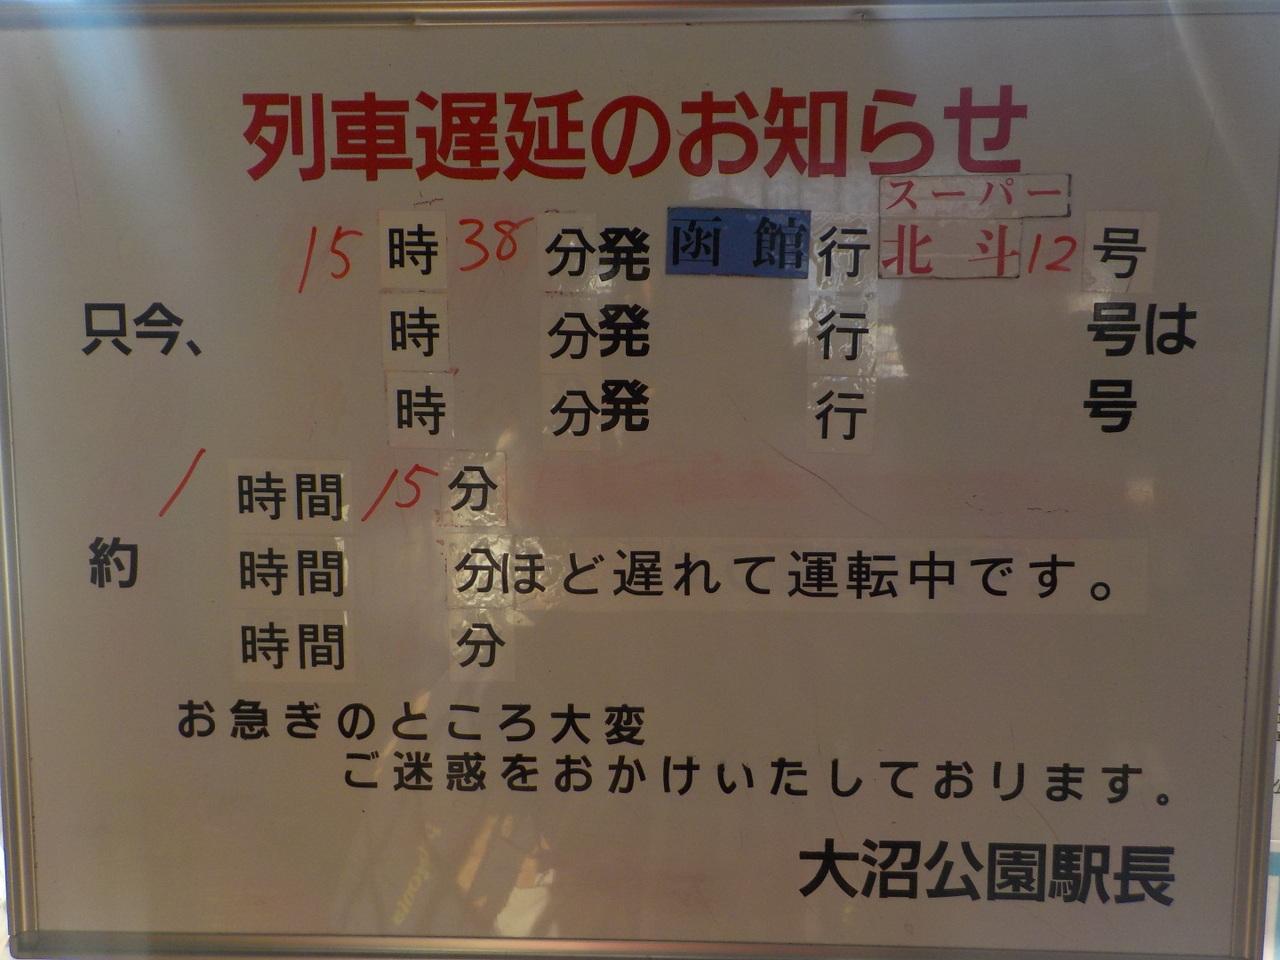 列車遅延のお知らせ
スーパー
15時38分発函館行北斗12号
只今、時分発行号は
時分発行号
1時間15分
約時間分ほど遅れて運転中です。
時間分
お急ぎのところ大変
ご迷惑をおかけいたしております。
大沼公園駅長